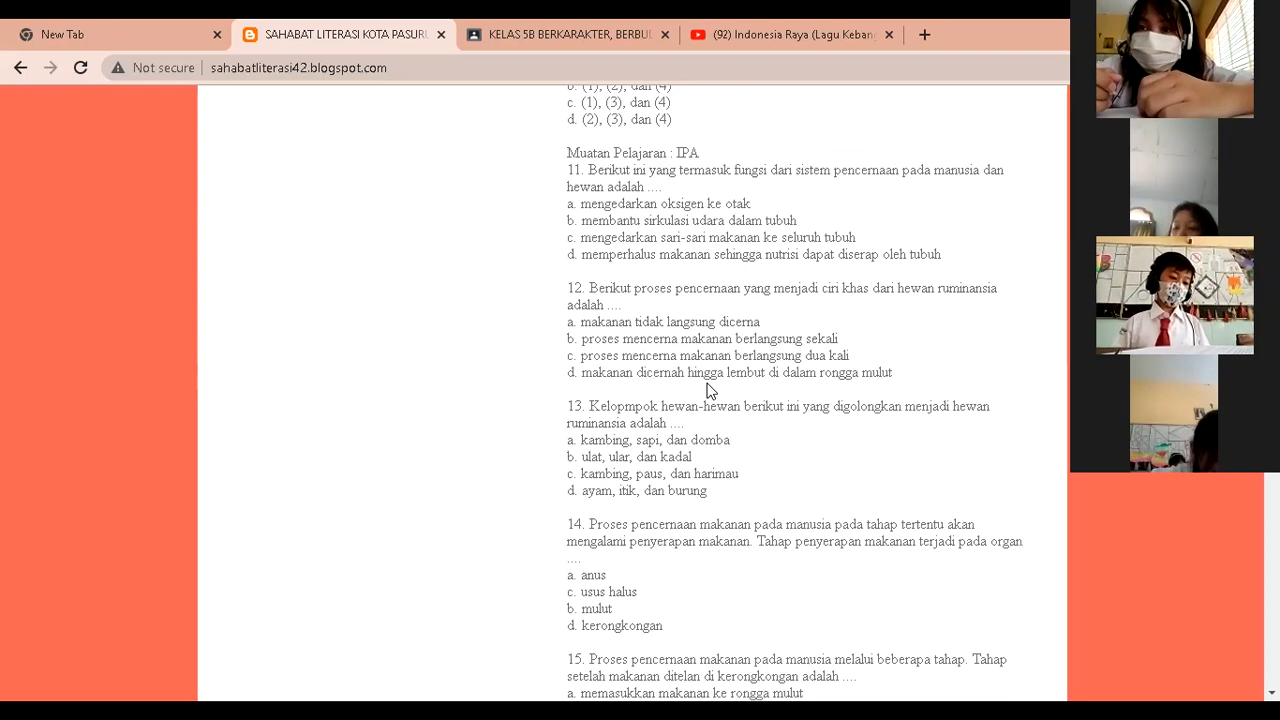 New Tab
SAHABAT LITERASI KOTA PASURU
KELAS 5B BERKARAKTER, BERBUD
(92) Indonesia Raya (Lagu Kebang
Not secure
sahabatliterasi42.blogspot.com
b. (1), (2), dan (4)
c. (1), (3), dan (4)
d. (2), (3), dan (4)
Muatan Pelajaran : IPA
11. Berikut ini yang termasuk fungsi dari sistem pencernaan pada manusia dan
hewan adalah ....
a. mengedarkan oksigen ke otak
b. membantu sirkulasi udara dalam tubuh
c. mengedarkan sari-sari makanan ke seluruh tubuh
d. memperhalus makanan sehingga nutrisi dapat diserap oleh tubuh
12. Berikut proses pencernaan yang menjadi ciri khas dari hewan ruminansia
adalah ....
a. makanan tidak langsung dicerna
b. proses mencerna makanan berlangsung sekali
c. proses mencerna makanan berlangsung dua kali
d. makanan dicernah hingga lembut di dalam rongga mulut
13. Kelopmpok hewan-hewan berikut ini yang digolongkan menjadi hewan
ruminansia adalah ....
a. kambing, sapi, dan domba
b. ulat, ular, dan kadal
c. kambing, paus, dan harimau
d. ayam, itik, dan burung
14. Proses pencernaan makanan pada manusia pada tahap tertentu akan
mengalami penyerapan makanan. Tahap penyerapan makanan terjadi pada organ
....
a. anus
c. usus halus
b. mulut
d. kerongkongan
15. Proses pencernaan makanan pada manusia melalui beberapa tahap. Tahap
setelah makanan ditelan di kerongkongan adalah ....
a. memasukkan makanan ke rongga mulut